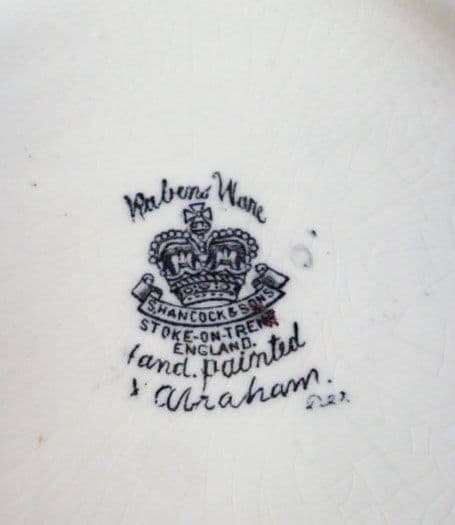 Rubens Ware
S.HANCOCK & SONS
STOKE-ON-TRENT
ENGLAND.
Hand. painted
X Abraham.